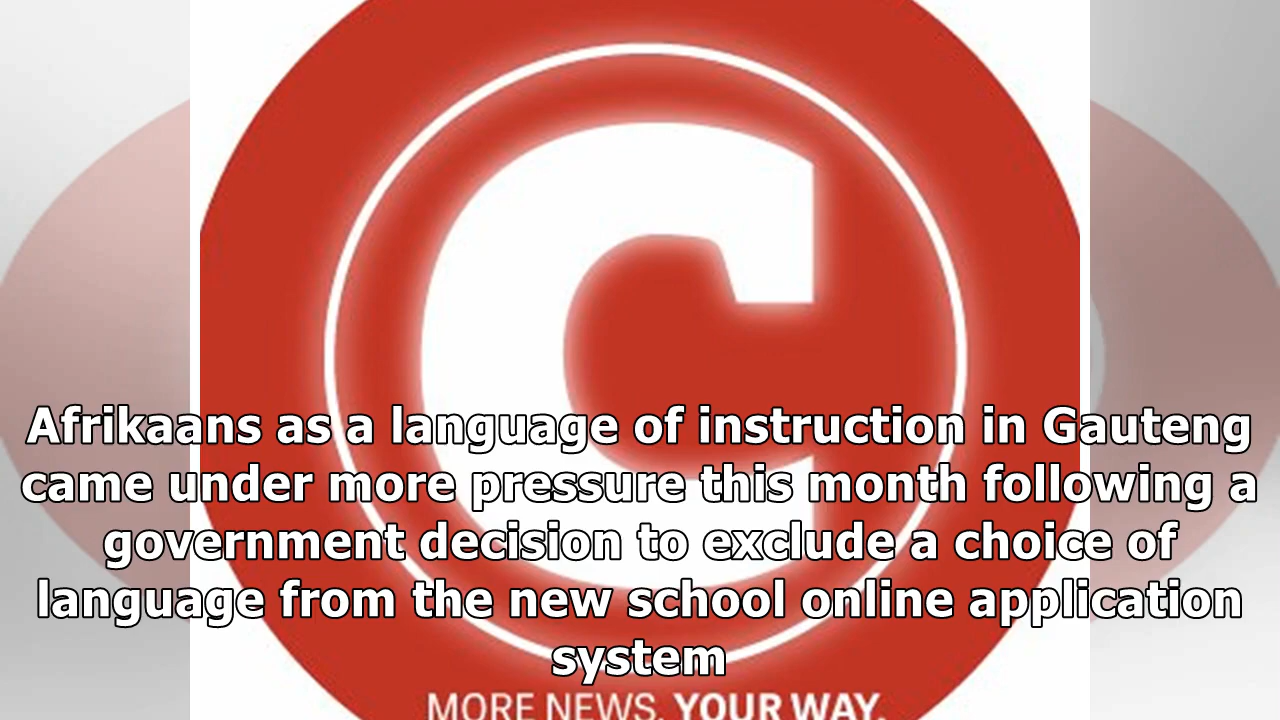 C
Afrikaans as a language of instruction in Gauteng
came under more pressure this month following a
government decision to exclude a choice of
language from the new school online application
system
MORE NEWS. YOUR WAY.